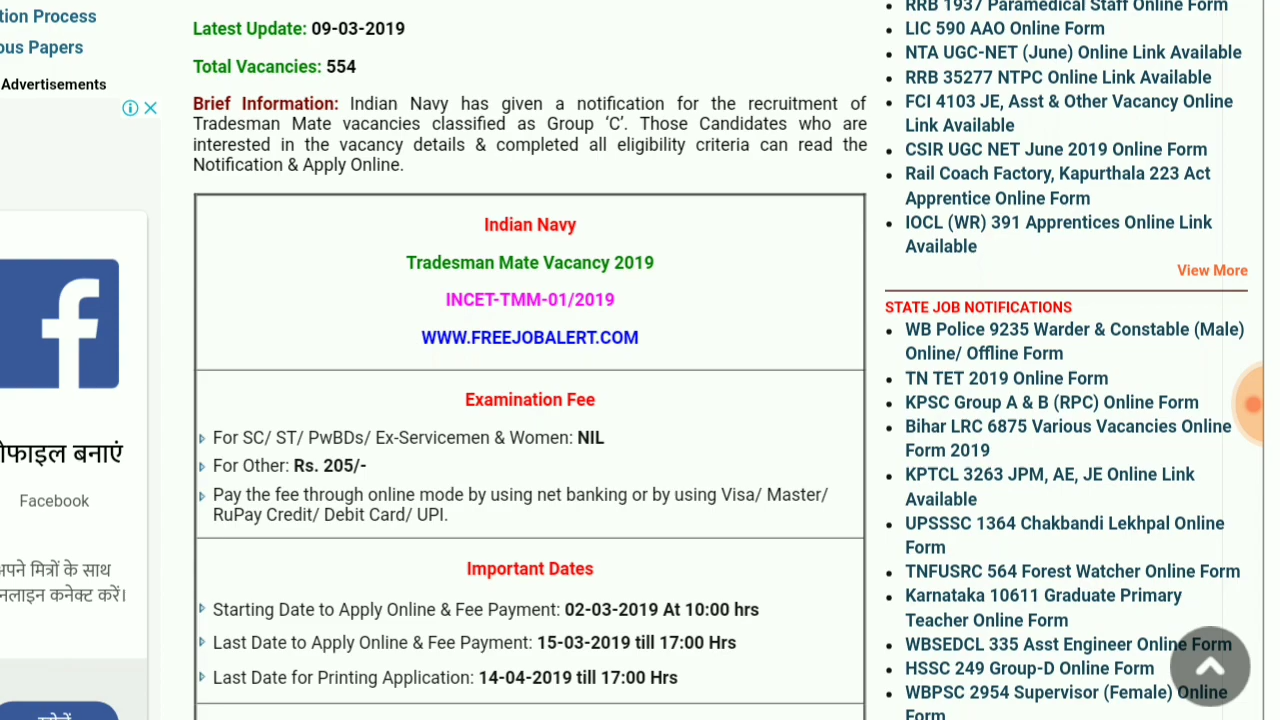 tion Process
ous Papers
Advertisements
ोफाइल बनाएं
Facebook
अपने मित्रों के साथ
नलाइन कनेक्ट करें।
Latest Update: 09-03-2019
Total Vacancies: 554
Brief Information: Indian Navy has given a notification for the recruitment of
Tradesman Mate vacancies classified as Group ‘C’. Those Candidates who are
interested in the vacancy details & completed all eligibility criteria can read the
Notification & Apply Online.
Indian Navy
Tradesman Mate Vacancy 2019
INCET-TMM-01/2019
WWW.FREEJOBALERT.COM
Examination Fee
For SC/ ST/ PwBDs/ Ex-Servicemen & Women: NIL
For Other: Rs. 205/-
Pay the fee through online mode by using net banking or by using Visa/ Master/
RuPay Credit/ Debit Card/ UPI.
Important Dates
Starting Date to Apply Online & Fee Payment: 02-03-2019 At 10:00 hrs
Last Date to Apply Online & Fee Payment: 15-03-2019 till 17:00 Hrs
Last Date for Printing Application: 14-04-2019 till 17:00 Hrs
RRB 1937 Paramedical Staff Online Form
LIC 590 AAO Online Form
NTA UGC-NET (June) Online Link Available
RRB 35277 NTPC Online Link Available
FCI 4103 JE, Asst & Other Vacancy Online
Link Available
CSIR UGC NET June 2019 Online Form
Rail Coach Factory, Kapurthala 223 Act
Apprentice Online Form
IOCL (WR) 391 Apprentices Online Link
Available
View More
STATE JOB NOTIFICATIONS
WB Police 9235 Warder & Constable (Male)
Online/ Offline Form
TN TET 2019 Online Form
KPSC Group A & B (RPC) Online Form
Bihar LRC 6875 Various Vacancies Online
Form 2019
KPTCL 3263 JPM, AE, JE Online Link
Available
UPSSSC 1364 Chakbandi Lekhpal Online
Form
TNFUSRC 564 Forest Watcher Online Form
Karnataka 10611 Graduate Primary
Teacher Online Form
WBSEDCL 335 Asst Engineer Online Form
HSSC 249 Group-D Online Form
WBPSC 2954 Supervisor (Female) Online
Form